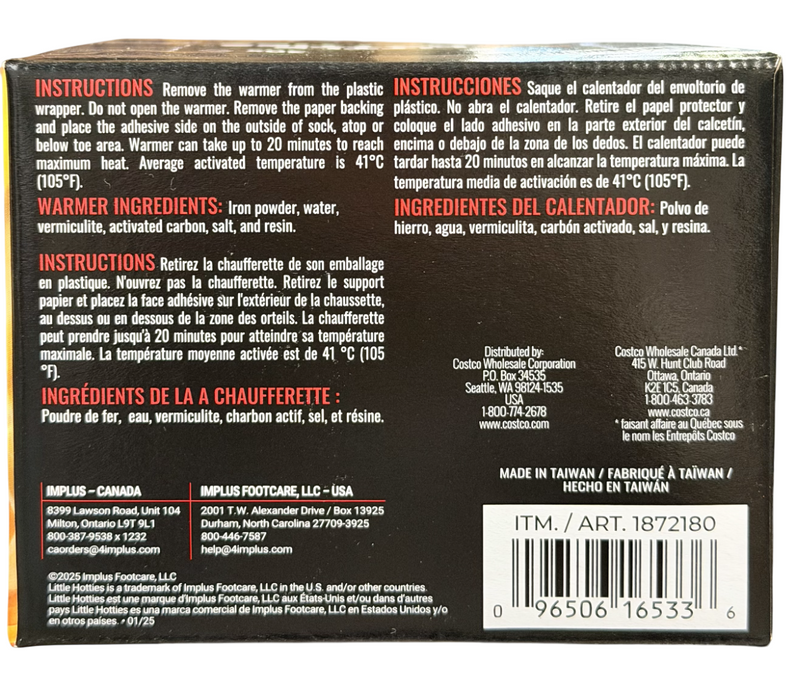 INSTRUCTIONS Remove the warmer from the plastic
wrapper. Do not open the warmer. Remove the paper backing
and place the adhesive side on the outside of sock, atop or
below toe area. Warmer can take up to 20 minutes to reach
maximum heat. Average activated temperature is 41°C
(105°F).
WARMER INGREDIENTS: Iron powder, water,
vermiculite, activated carbon, salt, and resin.
INSTRUCTIONS Retirez la chaufferette de son emballage
en plastique. N'ouvrez pas la chaufferette. Retirez le support
papier et placez la face adhésive sur l'extérieur de la chaussette,
au dessus ou en dessous de la zone des orteils. La chaufferette
peut prendre jusqu'à 20 minutes pour atteindre sa température
maximale. La température moyenne activée est de 41 °C (105
°F).
INGRÉDIENTS DE LA A CHAUFFERETTE :
Poudre de fer, eau, vermiculite, charbon actif, sel, et résine.
INSTRUCCIONES Saque el calentador del envoltorio de
plástico. No abra el calentador. Retire el papel protector y
coloque el lado adhesivo en la parte exterior del calcetín,
encima o debajo de la zona de los dedos. El calentador puede
tardar hasta 20 minutos en alcanzar la temperatura máxima. La
temperatura media de activación es de 41°C (105°F).
INGREDIENTES DEL CALENTADOR: Polvo de
hierro, agua, vermiculita, carbón activado, sal, y resina.
Distributed by:
Costco Wholesale Corporation
P.O. Box 34535
Seattle, WA 98124-1535
USA
1-800-774-2678
www.costco.com
Costco Wholesale Canada Ltd.*
415 W. Hunt Club Road
Ottawa, Ontario
K2E 1C5, Canada
1-800-463-3783
www.costco.ca
* faisant affaire au Québec sous
le nom les Entrepôts Costco
MADE IN TAIWAN / FABRIQUÉ À TAÏWAN /
HECHO EN TAIWÁN
IMPLUS – CANADA
8399 Lawson Road, Unit 104
Milton, Ontario L9T 9L1
800-387-9538 x 1232
caorders@4implus.com
IMPLUS FOOTCARE, LLC – USA
2001 T.W. Alexander Drive / Box 13925
Durham, North Carolina 27709-3925
800-446-7587
help@4implus.com
©2025 Implus Footcare, LLC
Little Hotties is a trademark of Implus Footcare, LLC in the U.S. and/or other countries.
Little Hotties est une marque d'Implus Footcare, LLC aux États-Unis et/ou dans d'autres
pays Little Hotties es una marca comercial de Implus Footcare, LLC en Estados Unidos y/o
en otros países. • 01/25
ITM. / ART. 1872180
0 96506 16533 6